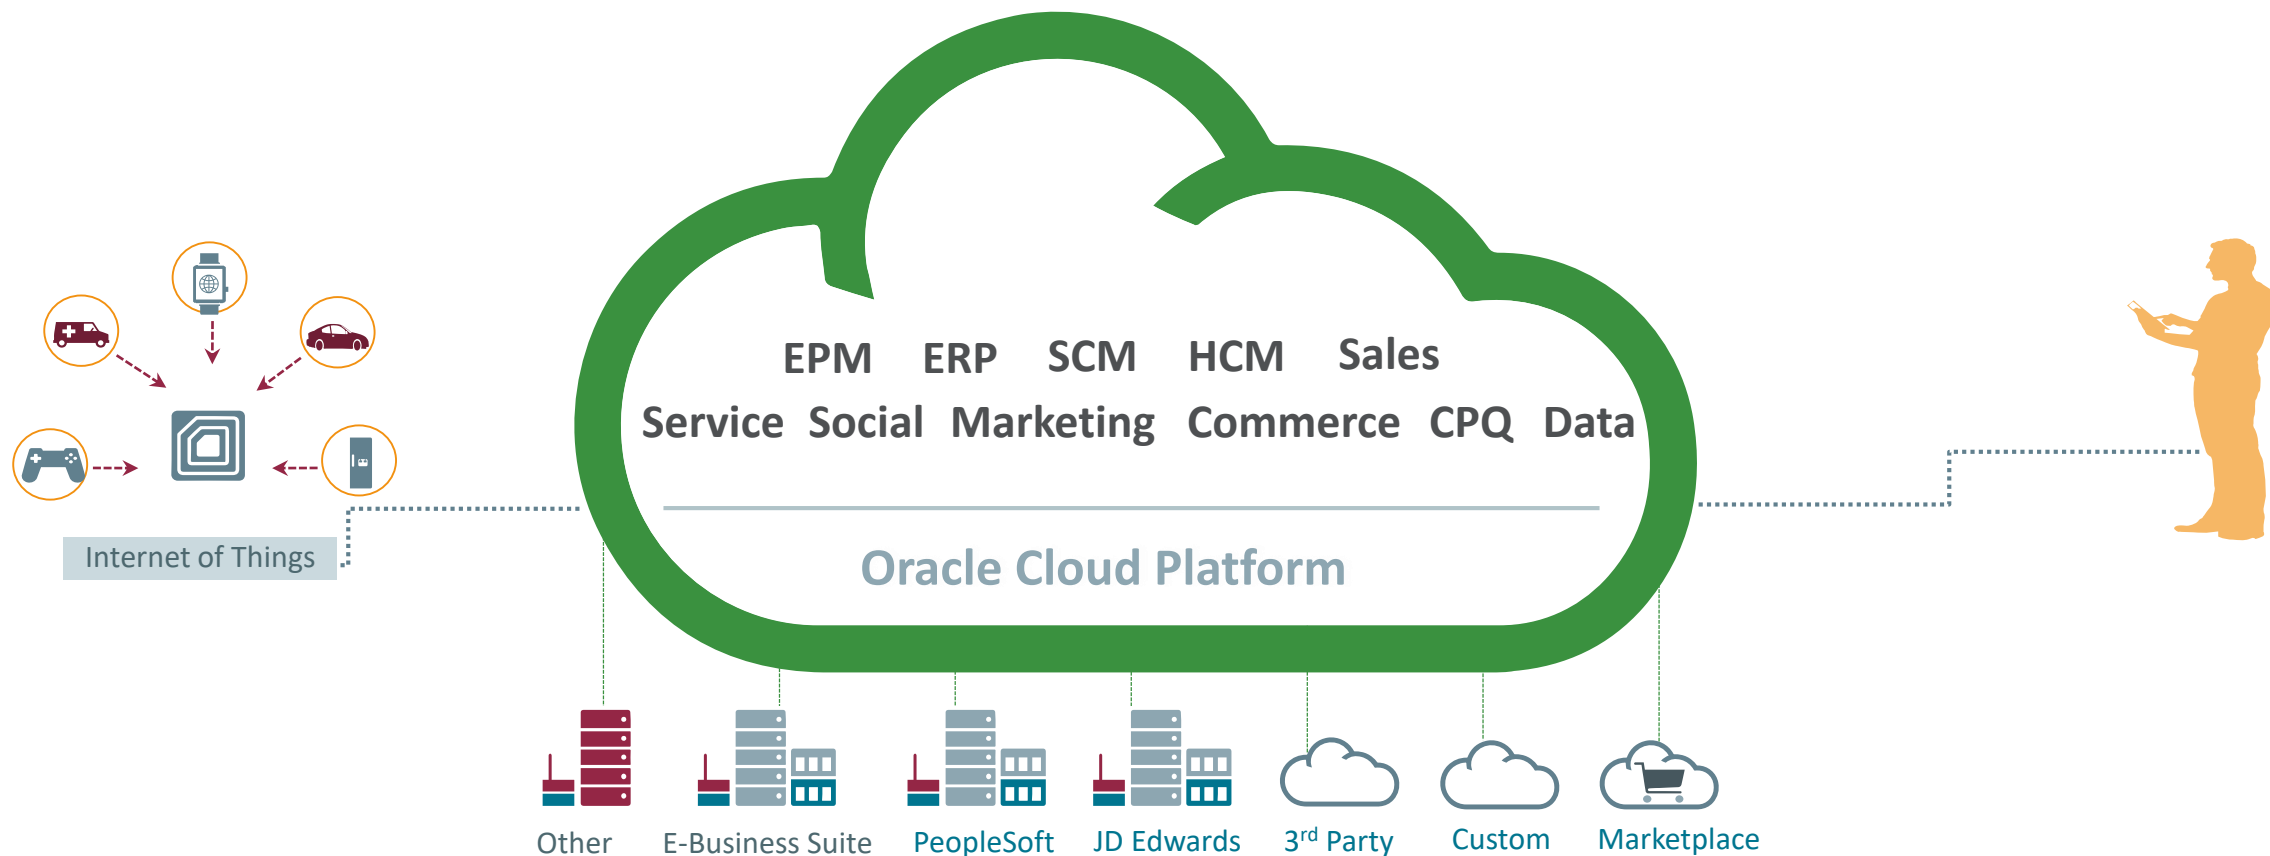 EPM ERP SCM HCM Sales
Service Social Marketing Commerce CPQ Data
Oracle Cloud Platform
Internet of Things
Other E-Business Suite PeopleSoft JD Edwards 3rd Party Custom Marketplace